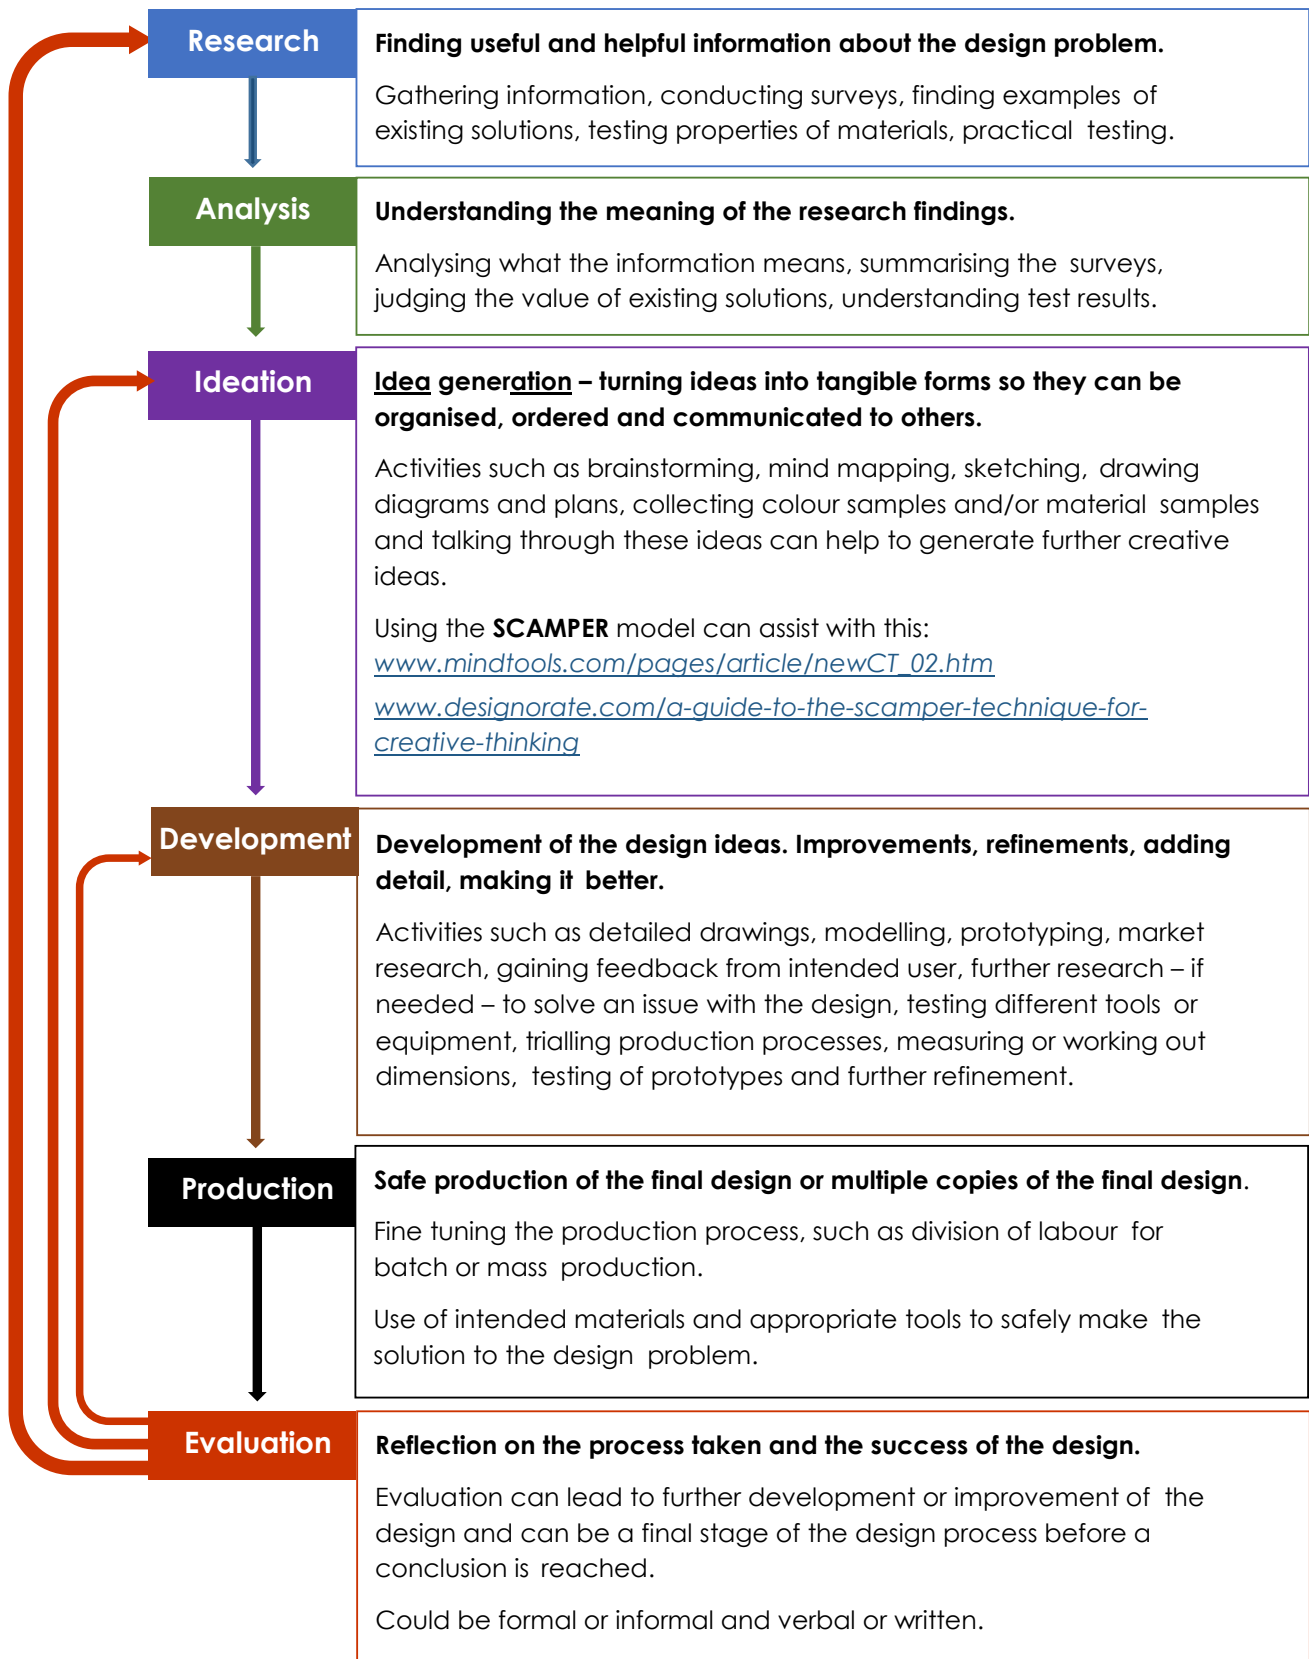 Research
Finding useful and helpful information about the design problem.
Gathering information, conducting surveys, finding examples of
existing solutions, testing properties of materials, practical testing.
Analysis
Understanding the meaning of the research findings.
Analysing what the information means, summarising the surveys,
judging the value of existing solutions, understanding test results.
Ideation
Idea generation – turning ideas into tangible forms so they can be
organised, ordered and communicated to others.
Activities such as brainstorming, mind mapping, sketching, drawing
diagrams and plans, collecting colour samples and/or material samples
and talking through these ideas can help to generate further creative
ideas.
Using the SCAMPER model can assist with this:
www.mindtools.com/pages/article/newCT_02.htm
www.designorate.com/a-guide-to-the-scamper-technique-for-
creative-thinking
Development
Development of the design ideas. Improvements, refinements, adding
detail, making it better.
Activities such as detailed drawings, modelling, prototyping, market
research, gaining feedback from intended user, further research – if
needed – to solve an issue with the design, testing different tools or
equipment, trialling production processes, measuring or working out
dimensions, testing of prototypes and further refinement.
Production
Safe production of the final design or multiple copies of the final design.
Fine tuning the production process, such as division of labour for
batch or mass production.
Use of intended materials and appropriate tools to safely make the
solution to the design problem.
Evaluation
Reflection on the process taken and the success of the design.
Evaluation can lead to further development or improvement of the
design and can be a final stage of the design process before a
conclusion is reached.
Could be formal or informal and verbal or written.